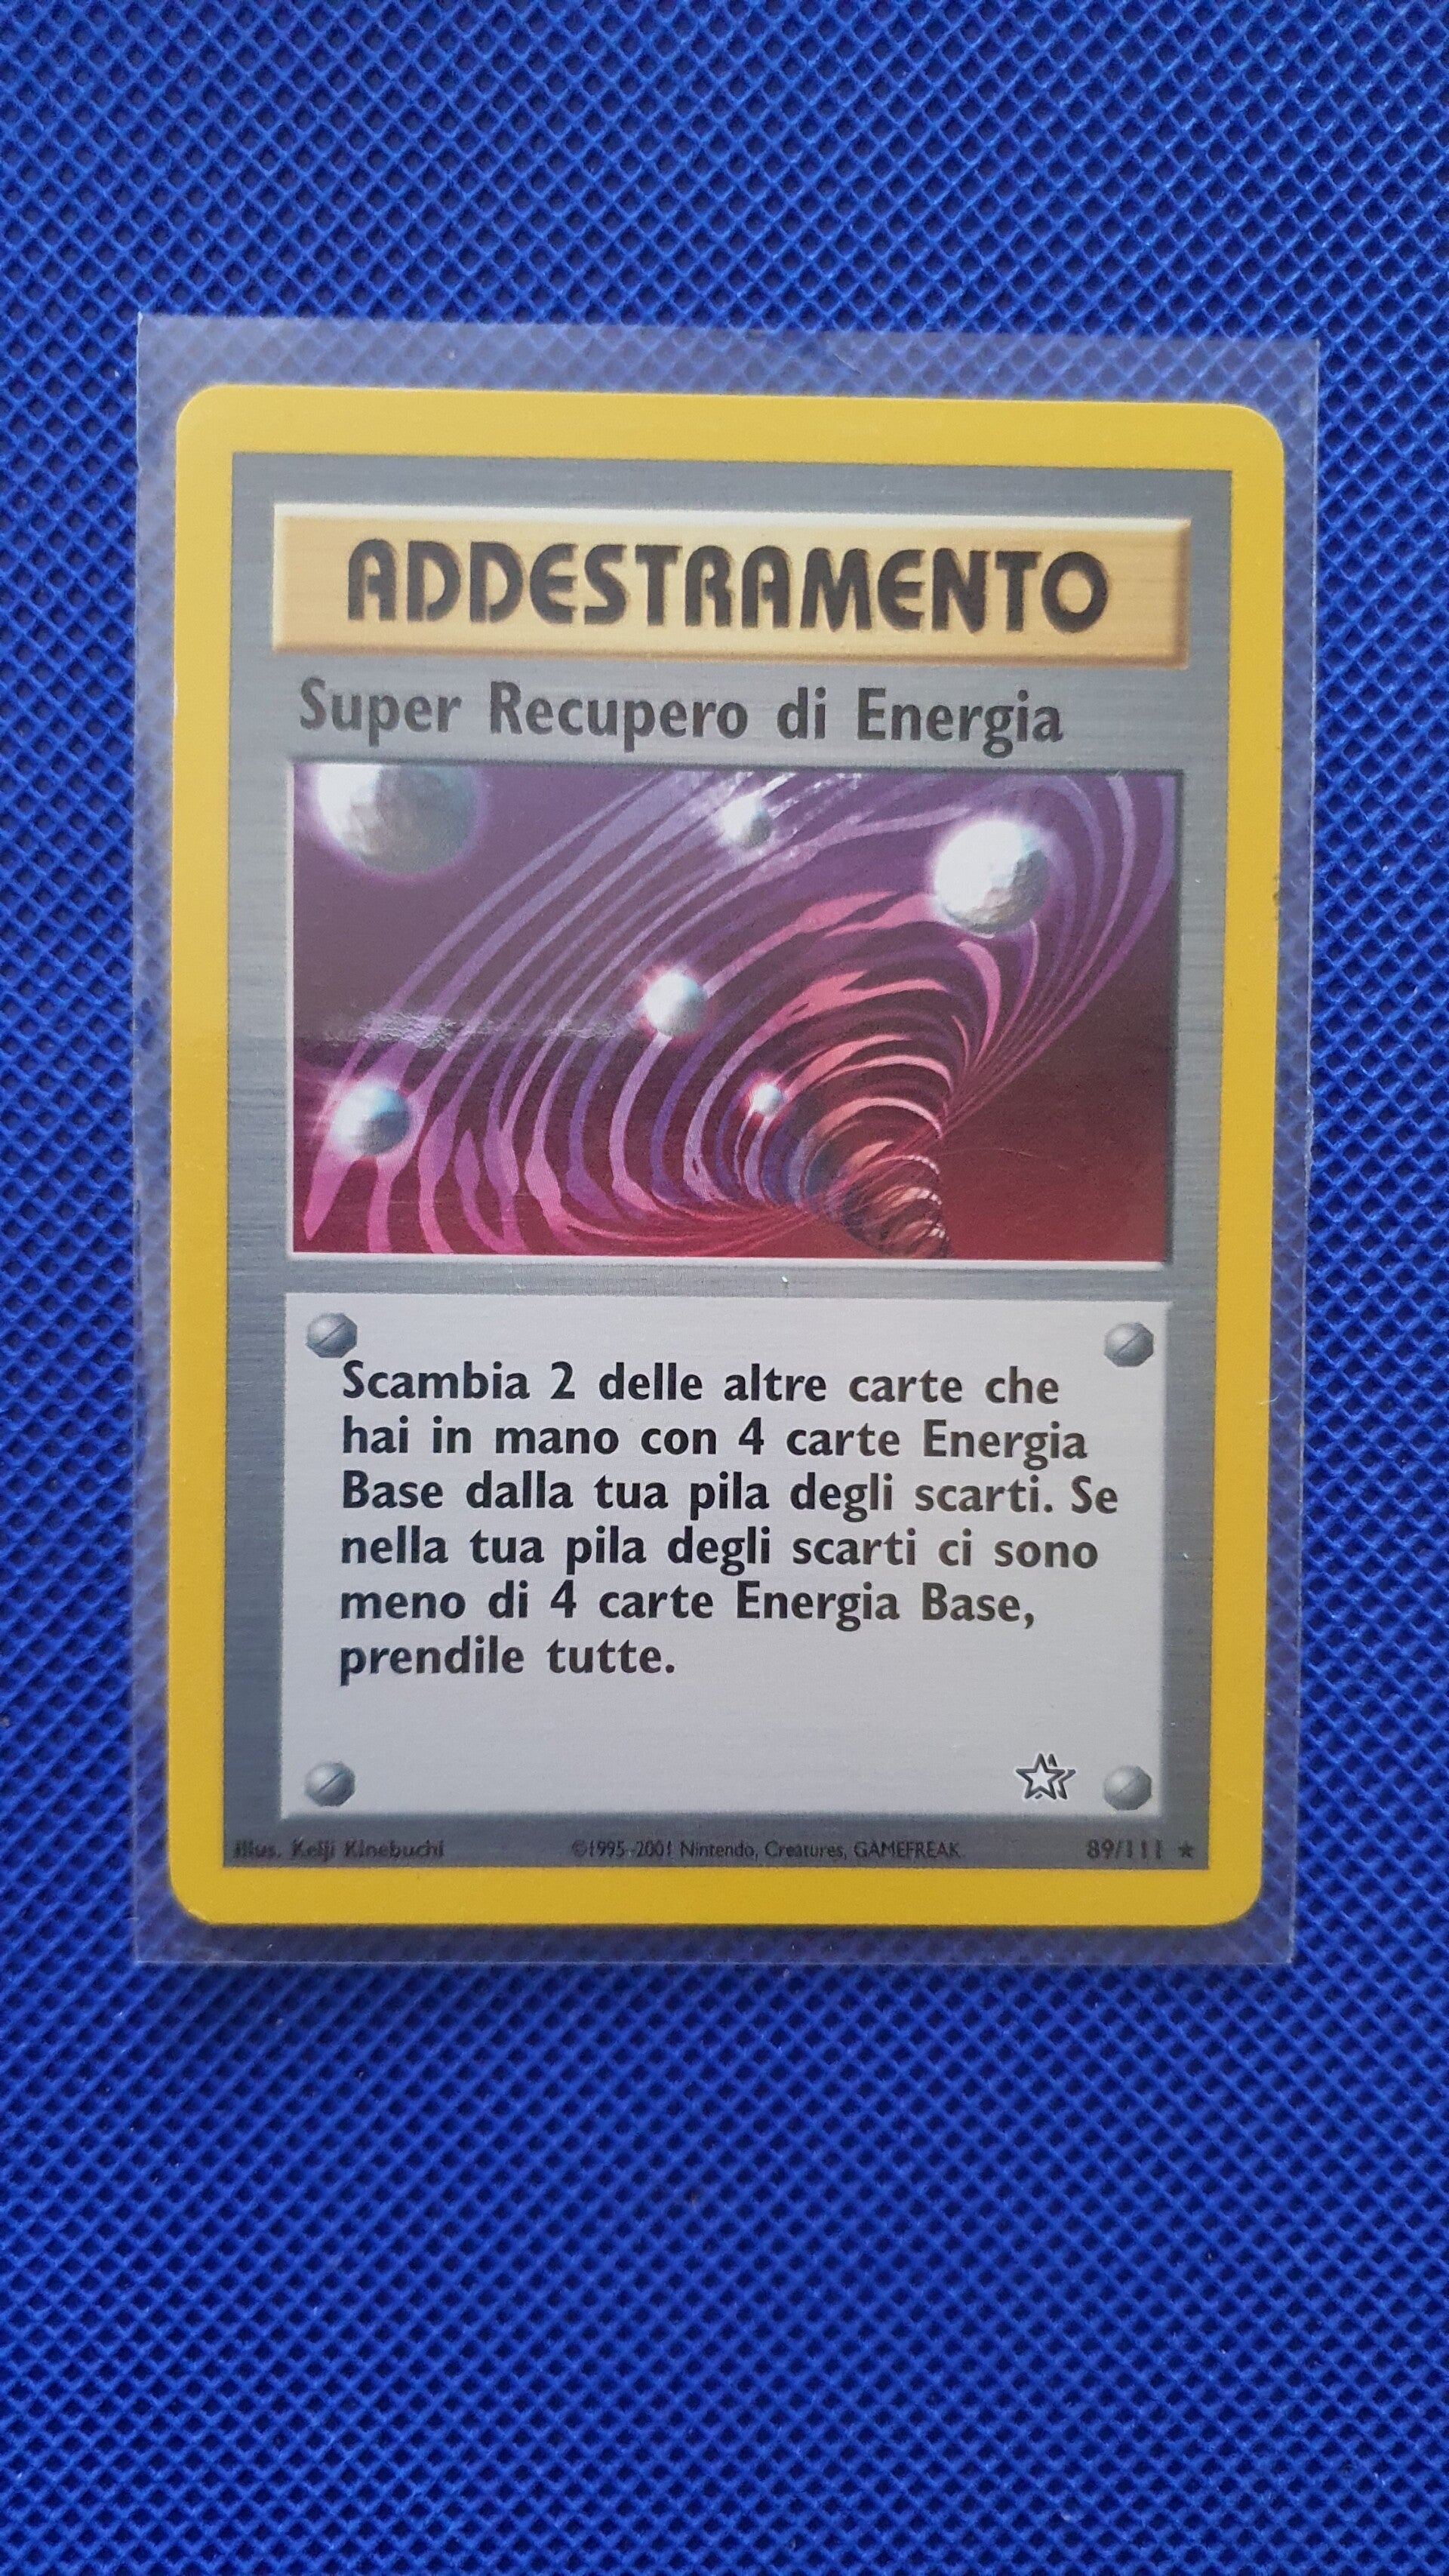 ADDESTRAMENTO
Super Recupero di Energia
Scambia 2 delle altre carte che
hai in mano con 4 carte Energia
Base dalla tua pila degli scarti. Se
nella tua pila degli scarti ci sono
meno di 4 carte Energia Base,
prendile tutte.
Illus. Keiji Kinebuchi ©1995-2001 Nintendo, Creatures, GAMEFREAK. 89/111 ★